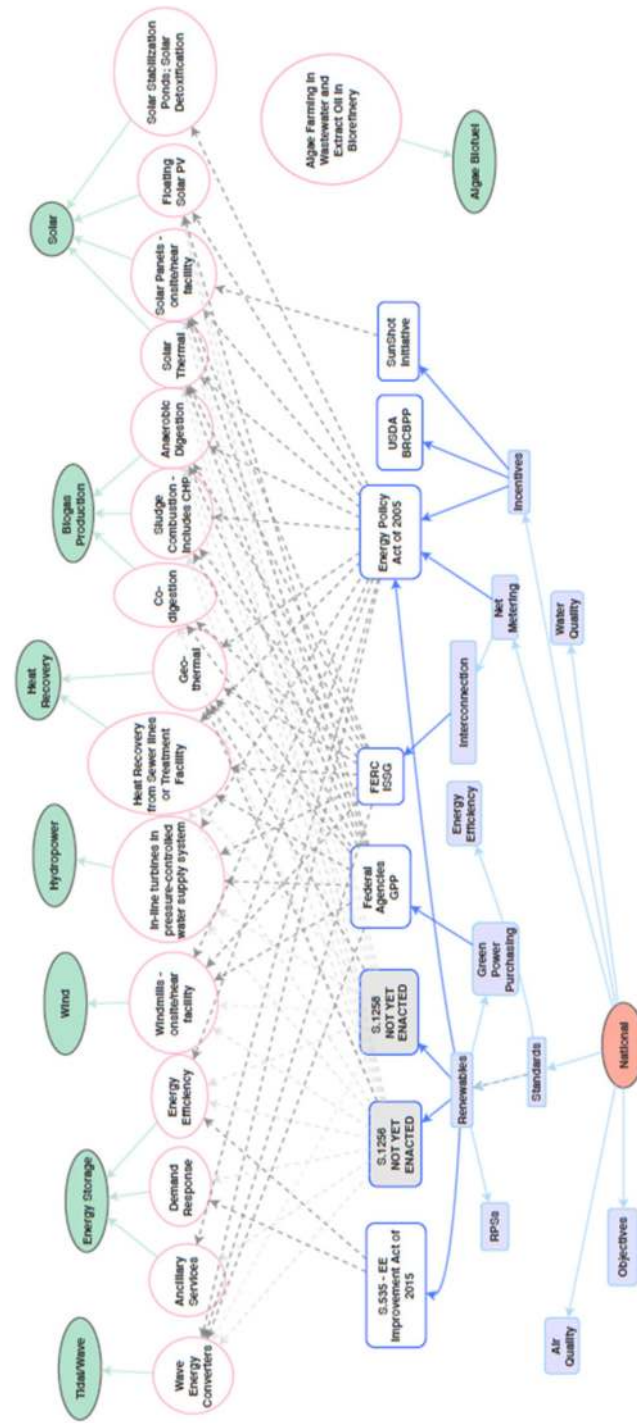 Tidal/Wave
Energy Storage
Wind
Hydropower
Heat
Recovery
Biogas
Production
Solar
Wave
Energy
Converters
Ancillary
Services
Demand
Response
Energy
Efficiency
Windmills -
onsite/near
facility
In-line turbines in
pressure-controlled
water supply system
Heat Recovery
from Sewer lines
or Treatment
Facility
Geo-
thermal
Co-
digestion
Sludge
Combustion -
Includes CHP
Anaerobic
Digestion
Solar
Thermal
Solar Panels -
onsite/near
facility
Floating
Solar PV
Solar Stabilization
Ponds; Solar
Detoxification
Algae Farming in
Wastewater and
Extract Oil in
Biorefinery
Algae Biofuel
S.535 - EE
Improvement Act of
2015
S.1256
NOT YET
ENACTED
S.1258
NOT YET
ENACTED
Federal
Agencies
GPP
FERC
ISSG
Energy Policy
Act of 2005
USDA
BRCBPP
SunShot
Initiative
RPSs
Renewables
Green
Power
Purchasing
Energy
Efficiency
Interconnection
Net
Metering
Incentives
Air
Quality
Objectives
Standards
Water
Quality
National